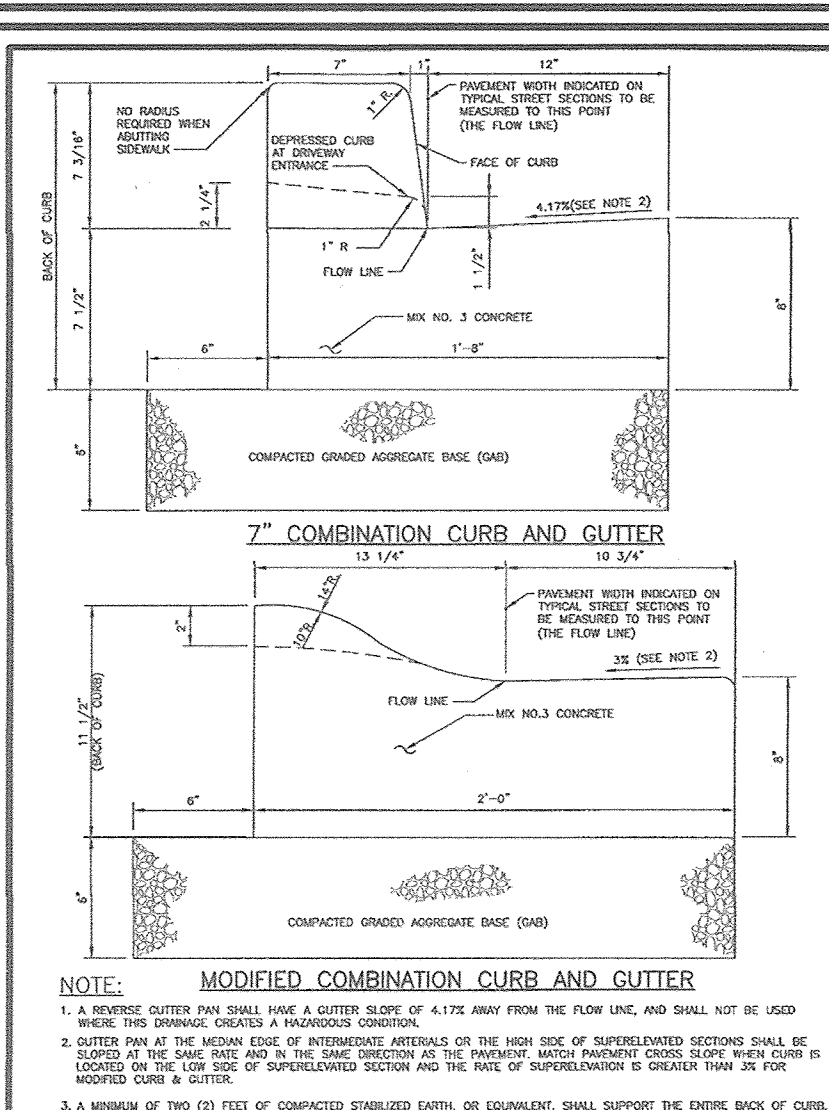 7"
1"
12"
NO RADIUS
REQUIRED WHEN
ABUTTING
SIDEWALK
1" R.
PAVEMENT WIDTH INDICATED ON
TYPICAL STREET SECTIONS TO BE
MEASURED TO THIS POINT
(THE FLOW LINE)
DEPRESSED CURB
AT DRIVEWAY
ENTRANCE
FACE OF CURB
7 3/16"
2 1/4"
4.17%(SEE NOTE 2)
BACK OF CURB
1" R
FLOW LINE
1 1/2"
7 1/2"
8"
MIX NO. 3 CONCRETE
6"
1'-8"
6"
COMPACTED GRADED AGGREGATE BASE (GAB)
7" COMBINATION CURB AND GUTTER
13 1/4"
10 3/4"
14"R.
10"R.
2"
PAVEMENT WIDTH INDICATED ON
TYPICAL STREET SECTIONS TO
BE MEASURED TO THIS POINT
(THE FLOW LINE)
3% (SEE NOTE 2)
FLOW LINE
MIX NO.3 CONCRETE
11 1/2"
(BACK OF CURB)
8"
6"
2'-0"
6"
COMPACTED GRADED AGGREGATE BASE (GAB)
MODIFIED COMBINATION CURB AND GUTTER
NOTE:
1. A REVERSE GUTTER PAN SHALL HAVE A GUTTER SLOPE OF 4.17% AWAY FROM THE FLOW LINE, AND SHALL NOT BE USED
WHERE THIS DRAINAGE CREATES A HAZARDOUS CONDITION.
2. GUTTER PAN AT THE MEDIAN EDGE OF INTERMEDIATE ARTERIALS OR THE HIGH SIDE OF SUPERELEVATED SECTIONS SHALL BE
SLOPED AT THE SAME RATE AND IN THE SAME DIRECTION AS THE PAVEMENT. MATCH PAVEMENT CROSS SLOPE WHEN CURB IS
LOCATED ON THE LOW SIDE OF SUPERELEVATED SECTION AND THE RATE OF SUPERELEVATION IS GREATER THAN 3% FOR
MODIFIED CURB & GUTTER.
3. A MINIMUM OF TWO (2) FEET OF COMPACTED STABILIZED EARTH, OR EQUIVALENT, SHALL SUPPORT THE ENTIRE BACK OF CURB.